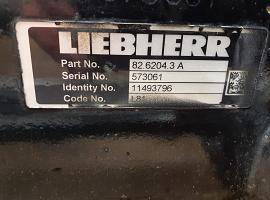 LIEBHERR
Part No. 82.6204.3 A
Serial No. 573061
Identity No. 11493796
Code No.